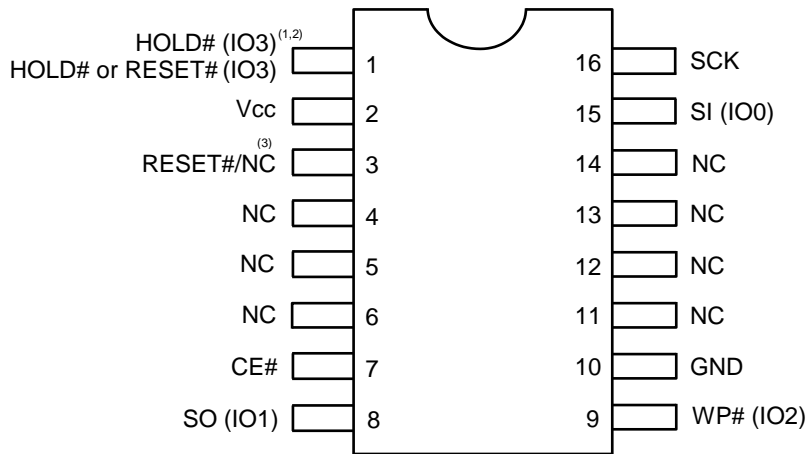 HOLD# (IO3) (1,2)
HOLD# or RESET# (IO3)
1
16
SCK
Vcc
2
15
SI (IO0)
(3)
RESET#/NC
3
14
NC
NC
4
13
NC
NC
5
12
NC
NC
6
11
NC
CE#
7
10
GND
SO (IO1)
8
9
WP# (IO2)